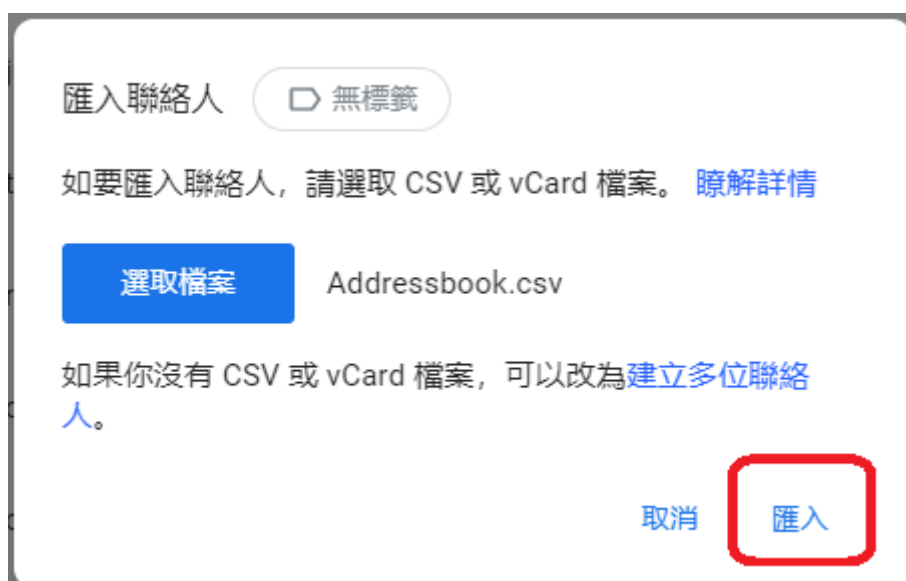 匯入聯絡人 無標籤
如要匯入聯絡人，請選取 CSV 或 vCard 檔案。 瞭解詳情
選取檔案 Addressbook.csv
如果你沒有 CSV 或 vCard 檔案，可以改為建立多位聯絡
人。
取消 匯入